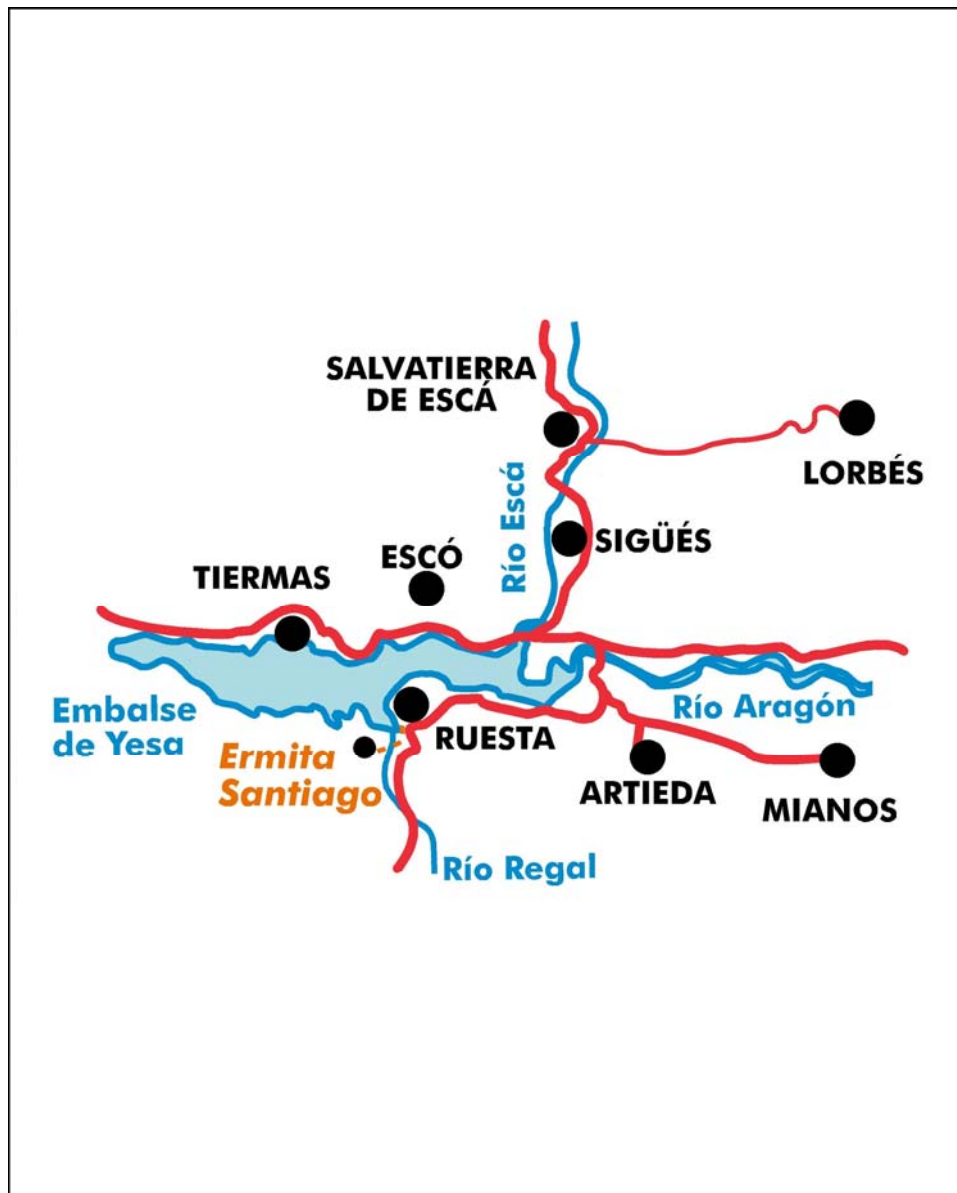 SALVATIERRA
DE ESCÁ
LORBÉS
Río Escá
SIGÜÉS
ESCÓ
TIERMAS
Embalse
de Yesa
Río Aragón
RUESTA
Ermita
Santiago
ARTIEDA
MIANOS
Río Regal